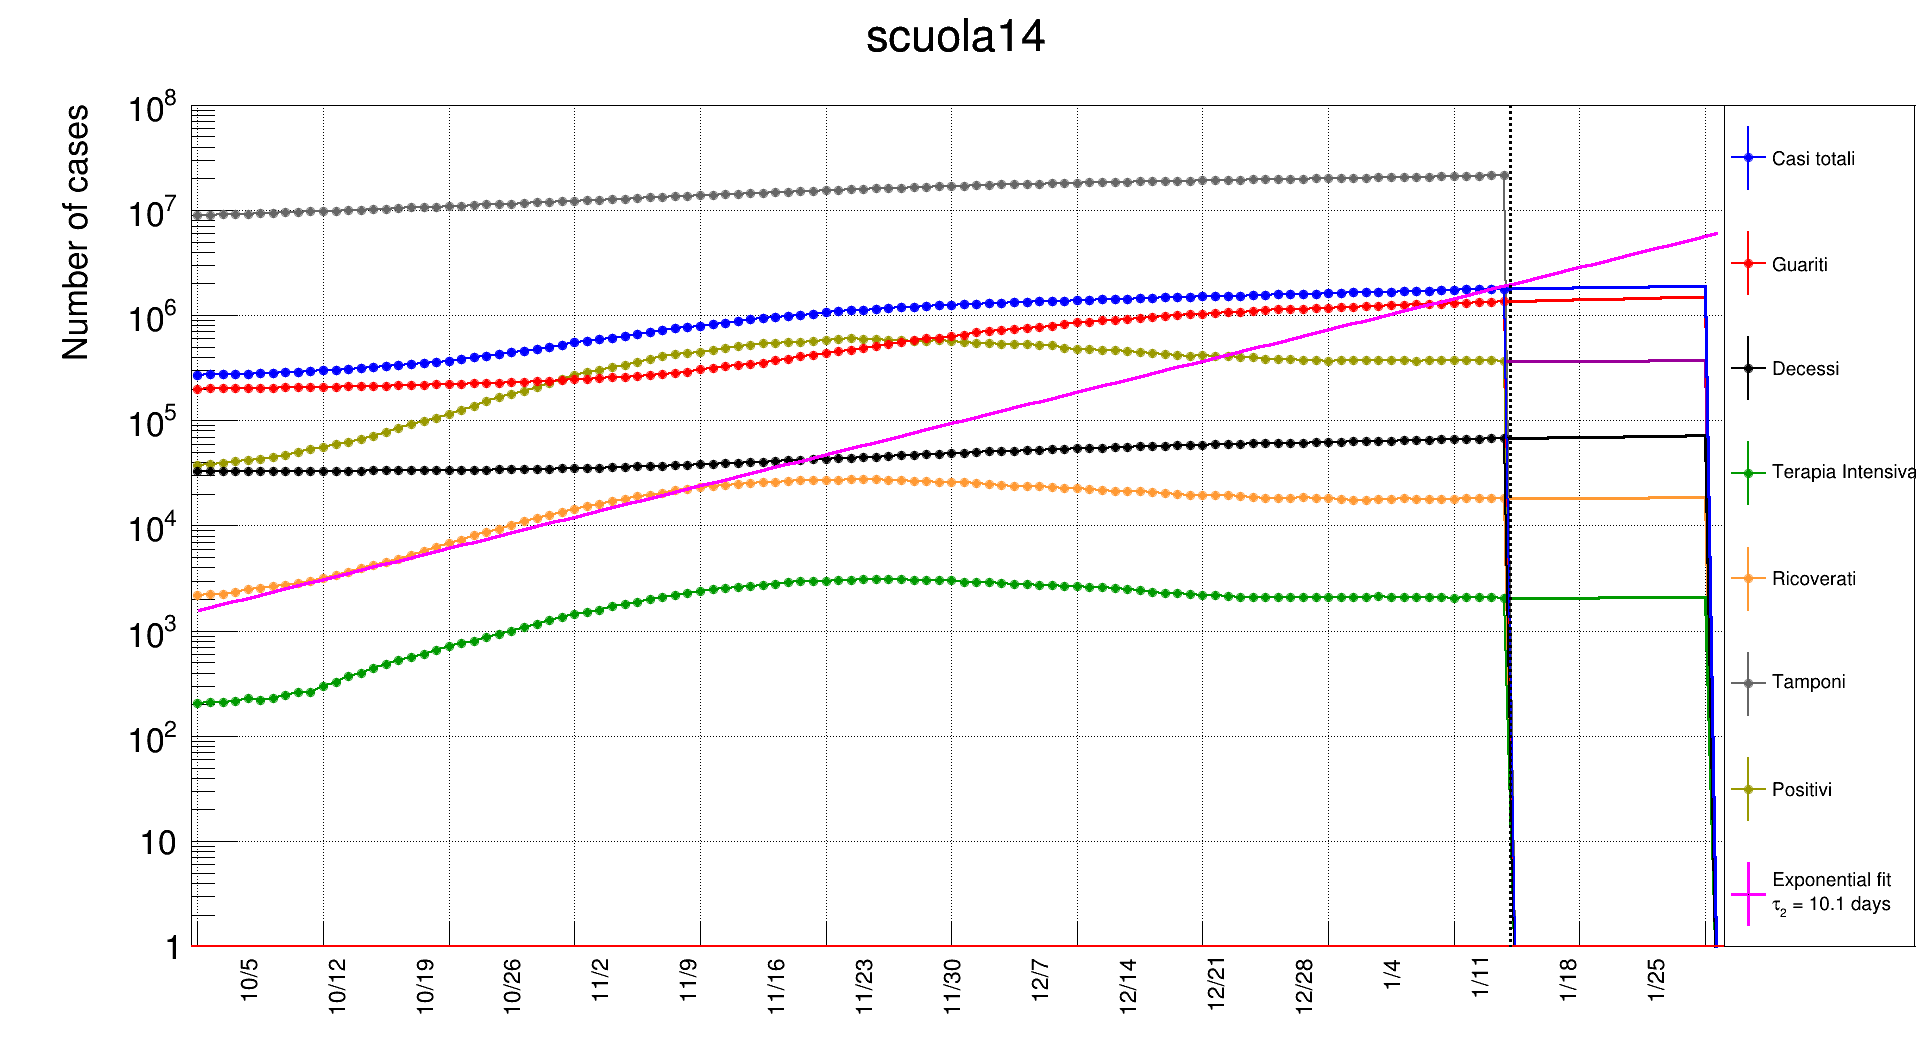 scuola14
Number of cases
10^8
10^7
10^6
10^5
10^4
10^3
10^2
10
1
10/5
10/12
10/19
10/26
11/2
11/9
11/16
11/23
11/30
12/7
12/14
12/21
12/28
1/4
1/11
1/18
1/25
Casi totali
Guariti
Decessi
Terapia Intensiva
Ricoverati
Tamponi
Positivi
Exponential fit
τ₂ = 10.1 days